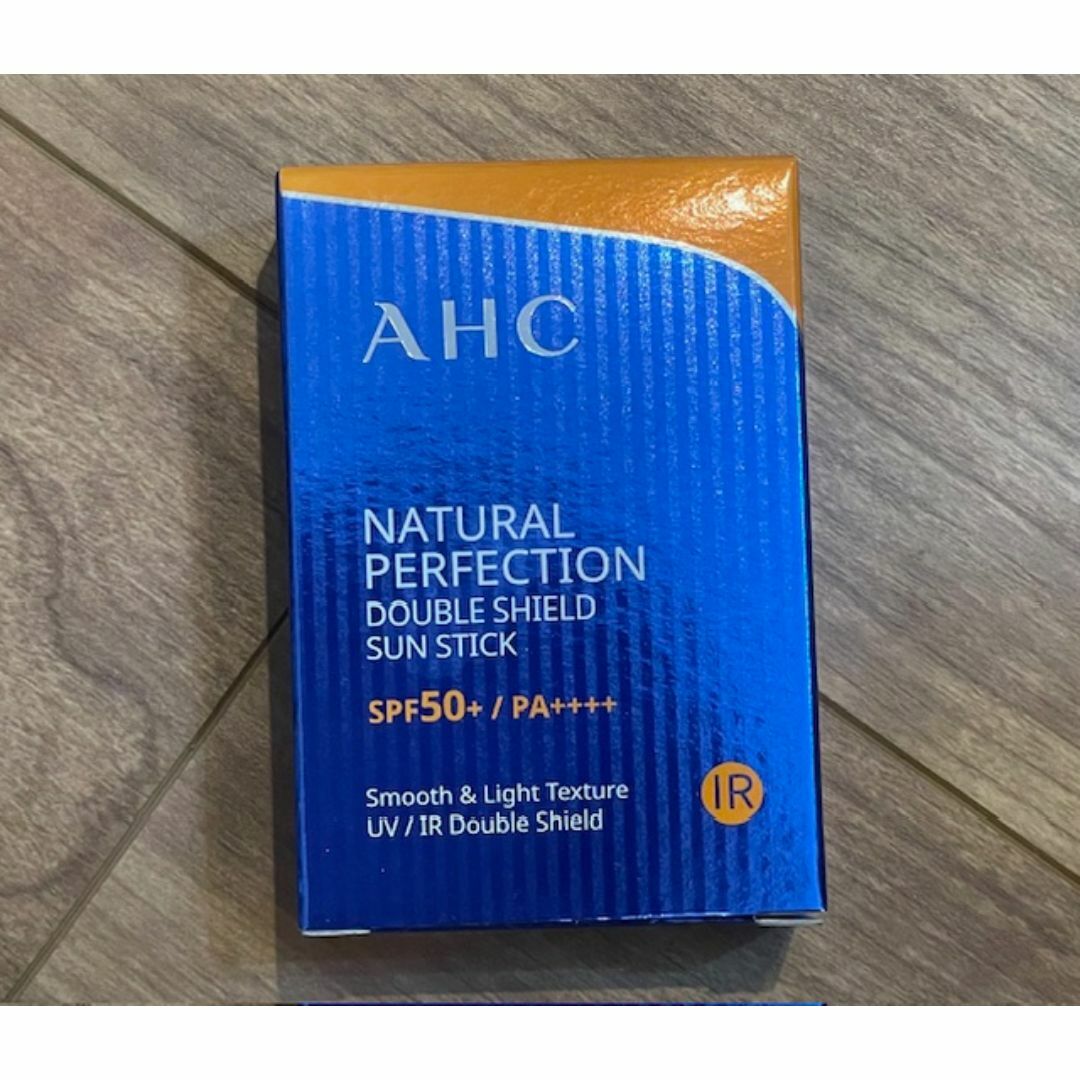 AHC
NATURAL
PERFECTION
DOUBLE SHIELD
SUN STICK
SPF50+ / PA++++
Smooth & Light Texture
UV / IR Double Shield
IR